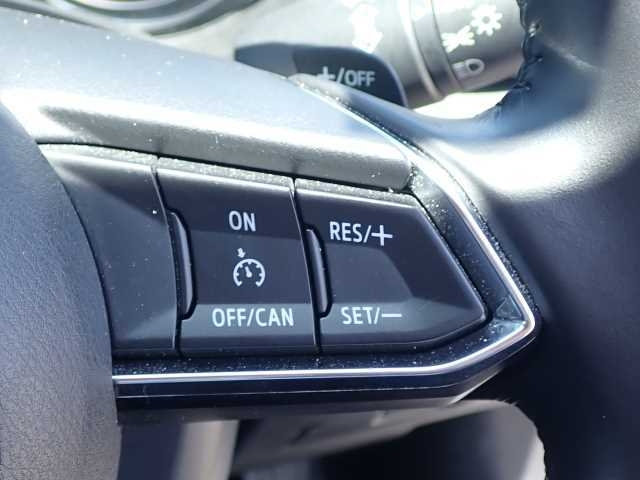 +/OFF
ON
RES/+
OFF/CAN
SET/−